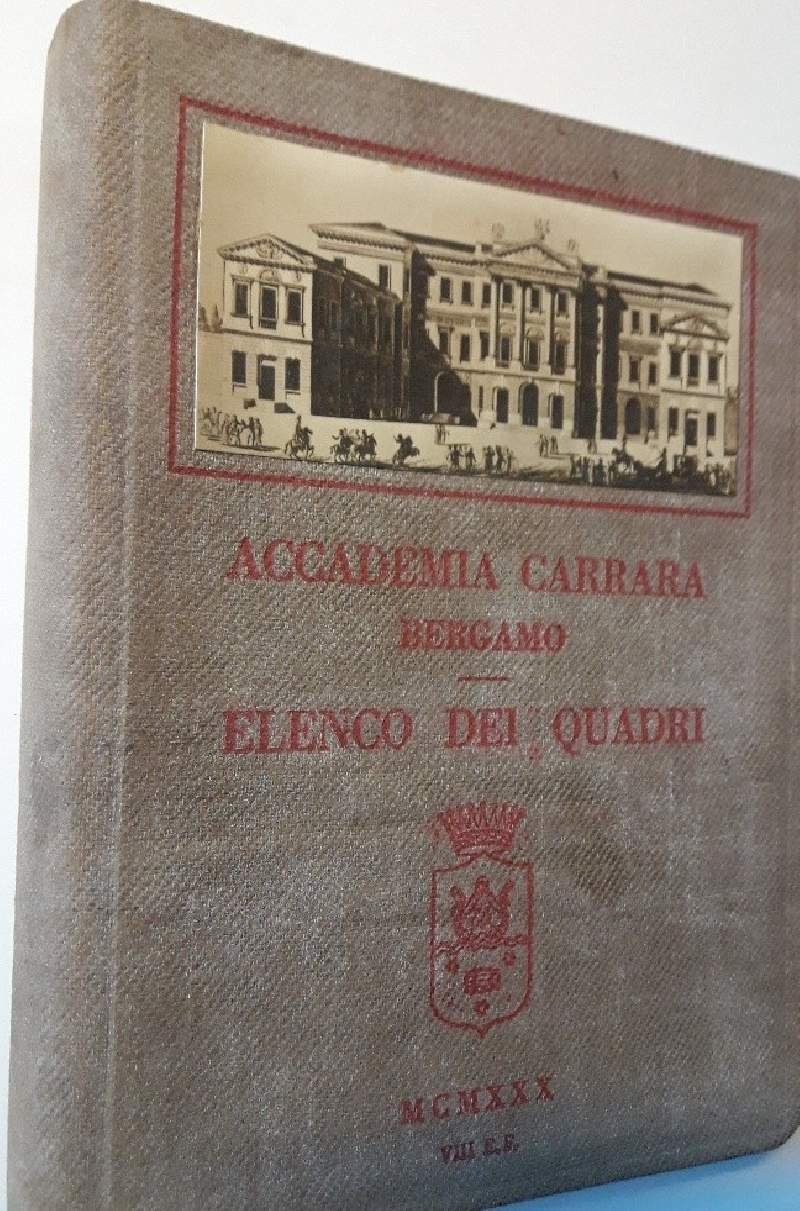 ACCADEMIA CARRARA
BERGAMO
ELENCO DEI QUADRI
MCMXXX
VIII E.F.